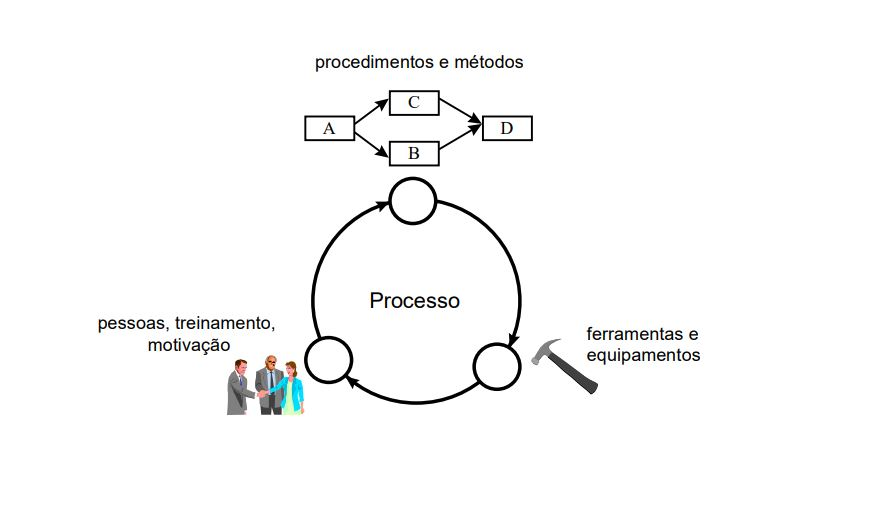 procedimentos e métodos
C
A
D
B
Processo
pessoas, treinamento,
motivação
ferramentas e
equipamentos